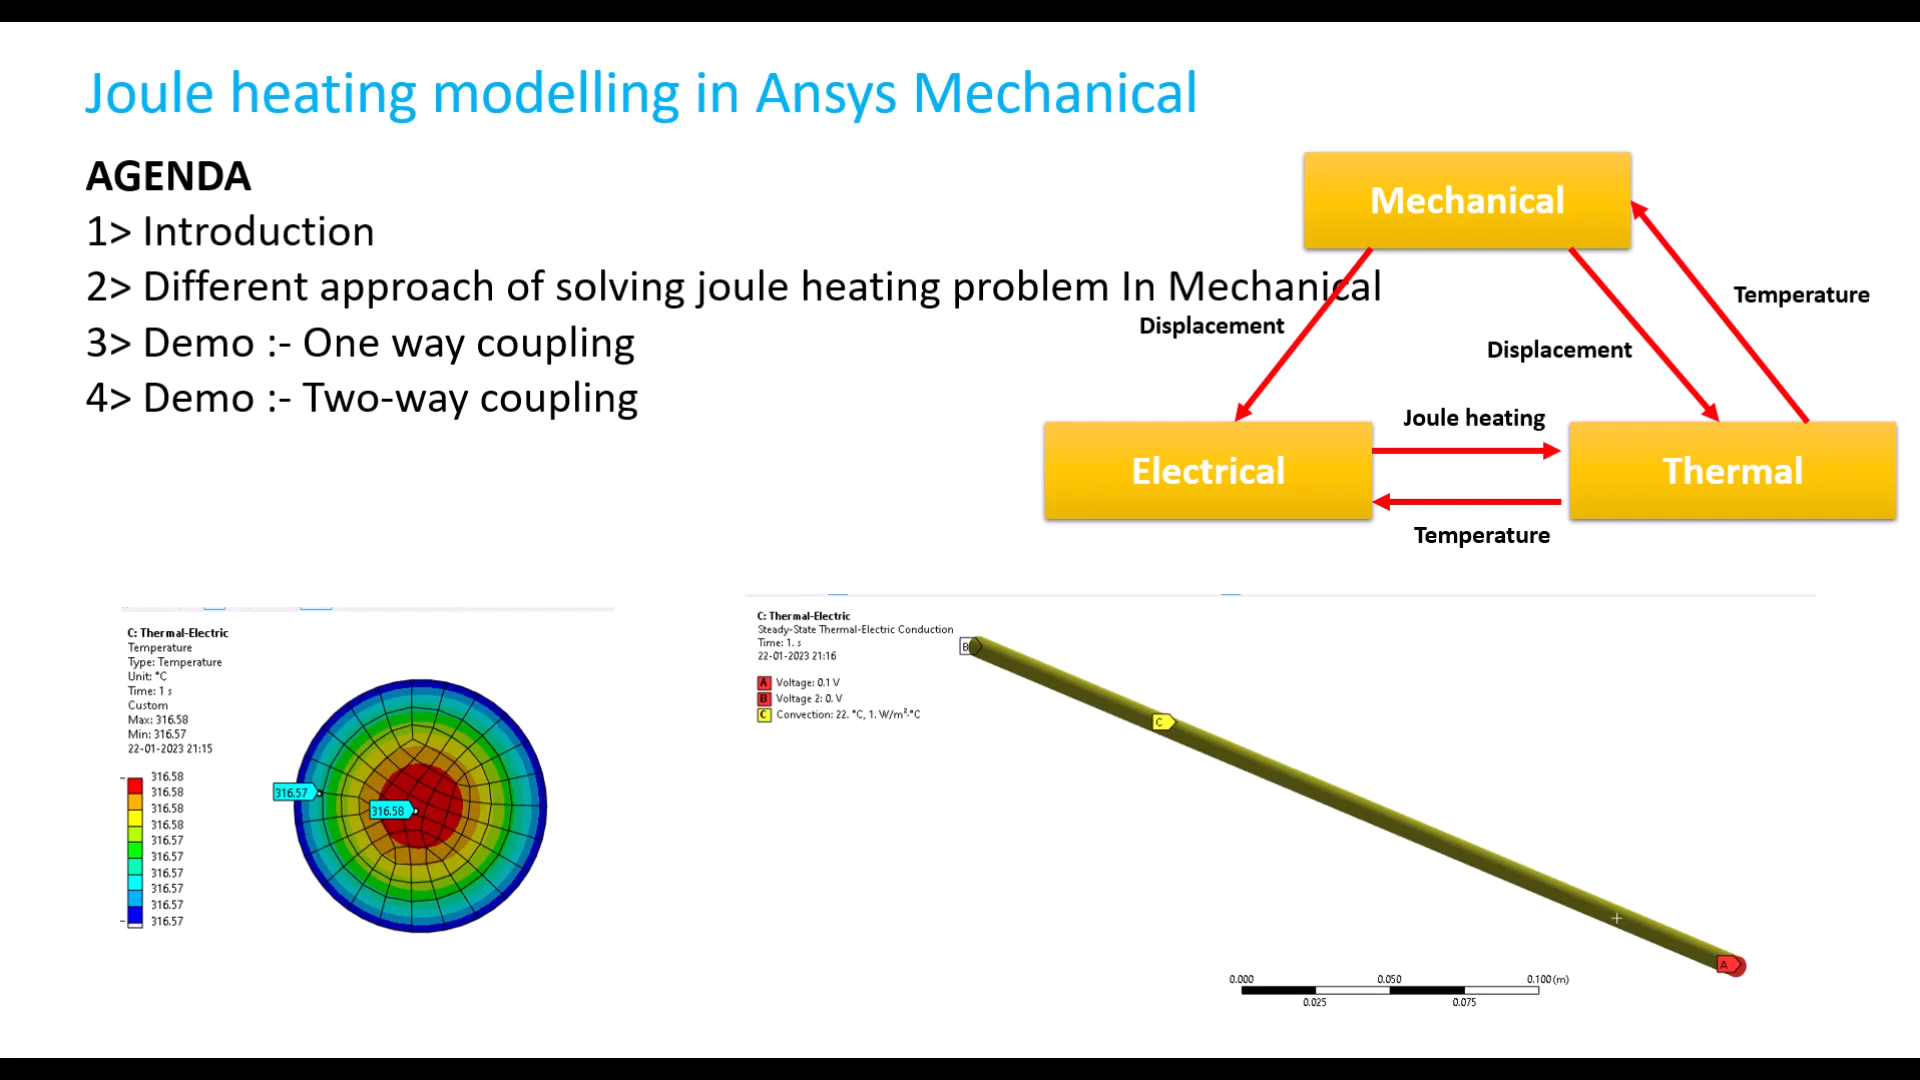 Joule heating modelling in Ansys Mechanical
AGENDA
1> Introduction
2> Different approach of solving joule heating problem In Mechanical
3> Demo :- One way coupling
4> Demo :- Two-way coupling
Mechanical
Temperature
Displacement
Displacement
Joule heating
Electrical
Thermal
Temperature
C: Thermal-Electric
Temperature
Type: Temperature
Unit: °C
Time: 1 s
Custom
Max: 316.58
Min: 316.57
22-01-2023 21:15
316.58
316.58
316.58
316.58
316.57
316.57
316.57
316.57
316.57
316.57
316.57
316.58
C: Thermal-Electric
Steady-State Thermal-Electric Conduction
Time: 1. s
22-01-2023 21:16
A Voltage: 0.1 V
B Voltage 2: 0. V
C Convection: 22. °C, 1. W/m²·°C
B
C
A
0.000 0.050 0.100 (m)
0.025 0.075